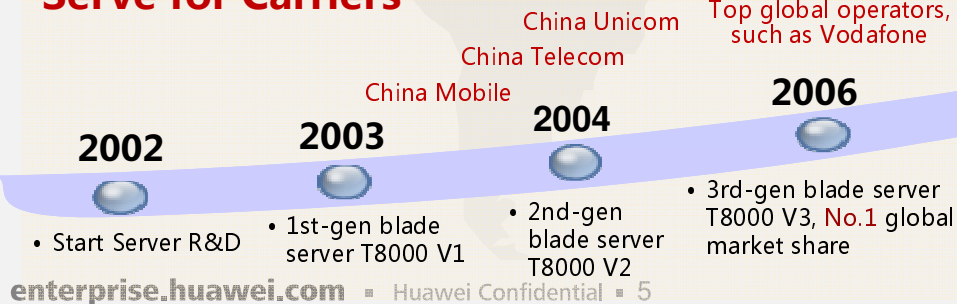 Serve for Carriers
China Unicom
China Telecom
China Mobile
Top global operators,
such as Vodafone
2002
2003
2004
2006
• Start Server R&D
• 1st-gen blade
server T8000 V1
• 2nd-gen
blade server
T8000 V2
• 3rd-gen blade server
T8000 V3, No.1 global
market share
enterprise.huawei.com ▪ Huawei Confidential ▪ 5